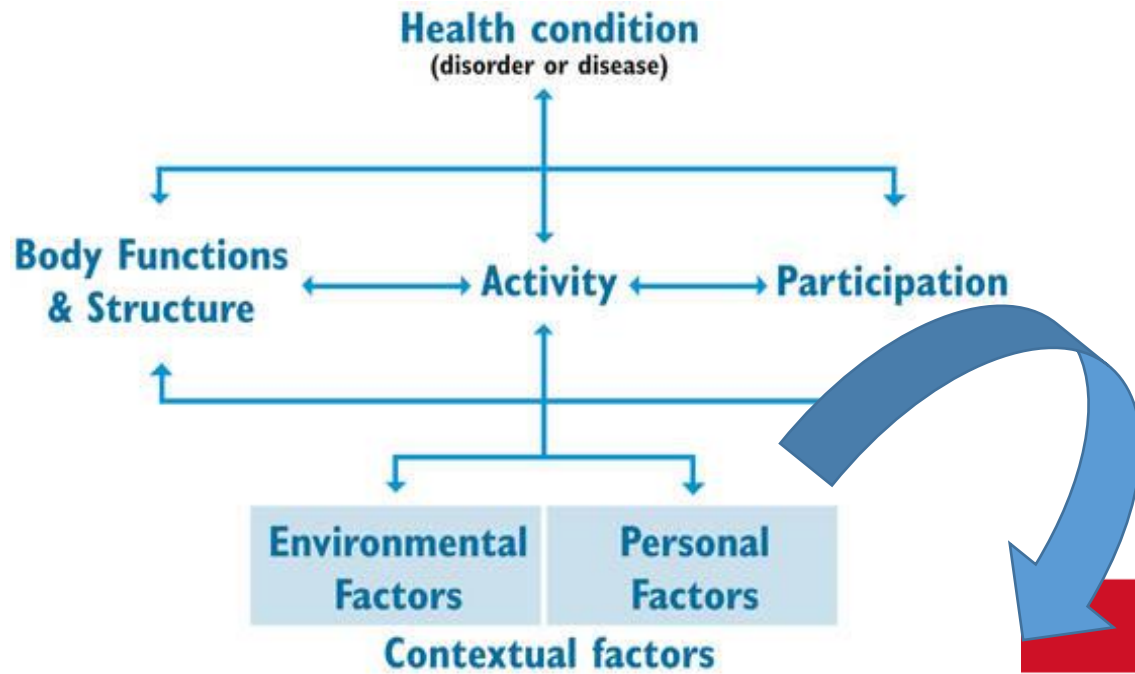 Health condition
(disorder or disease)
Body Functions
& Structure
Activity
Participation
Environmental
Factors
Personal
Factors
Contextual factors